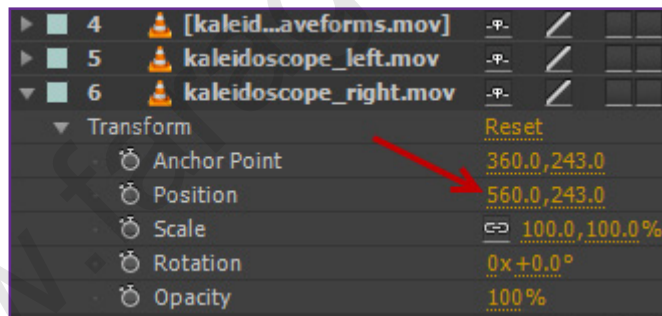 4 [kaleid...aveforms.mov]
5 kaleidoscope_left.mov
6 kaleidoscope_right.mov
Transform Reset
Anchor Point 360.0,243.0
Position 560.0,243.0
Scale 100.0,100.0%
Rotation 0x+0.0°
Opacity 100%